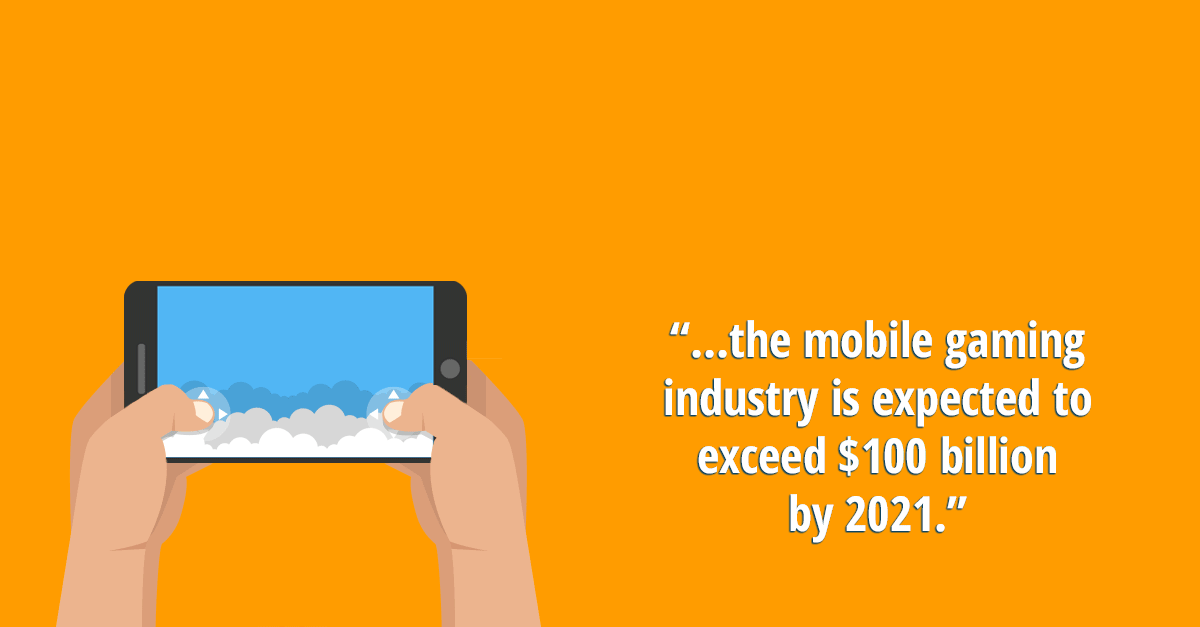 “...the mobile gaming
industry is expected to
exceed $100 billion
by 2021.”